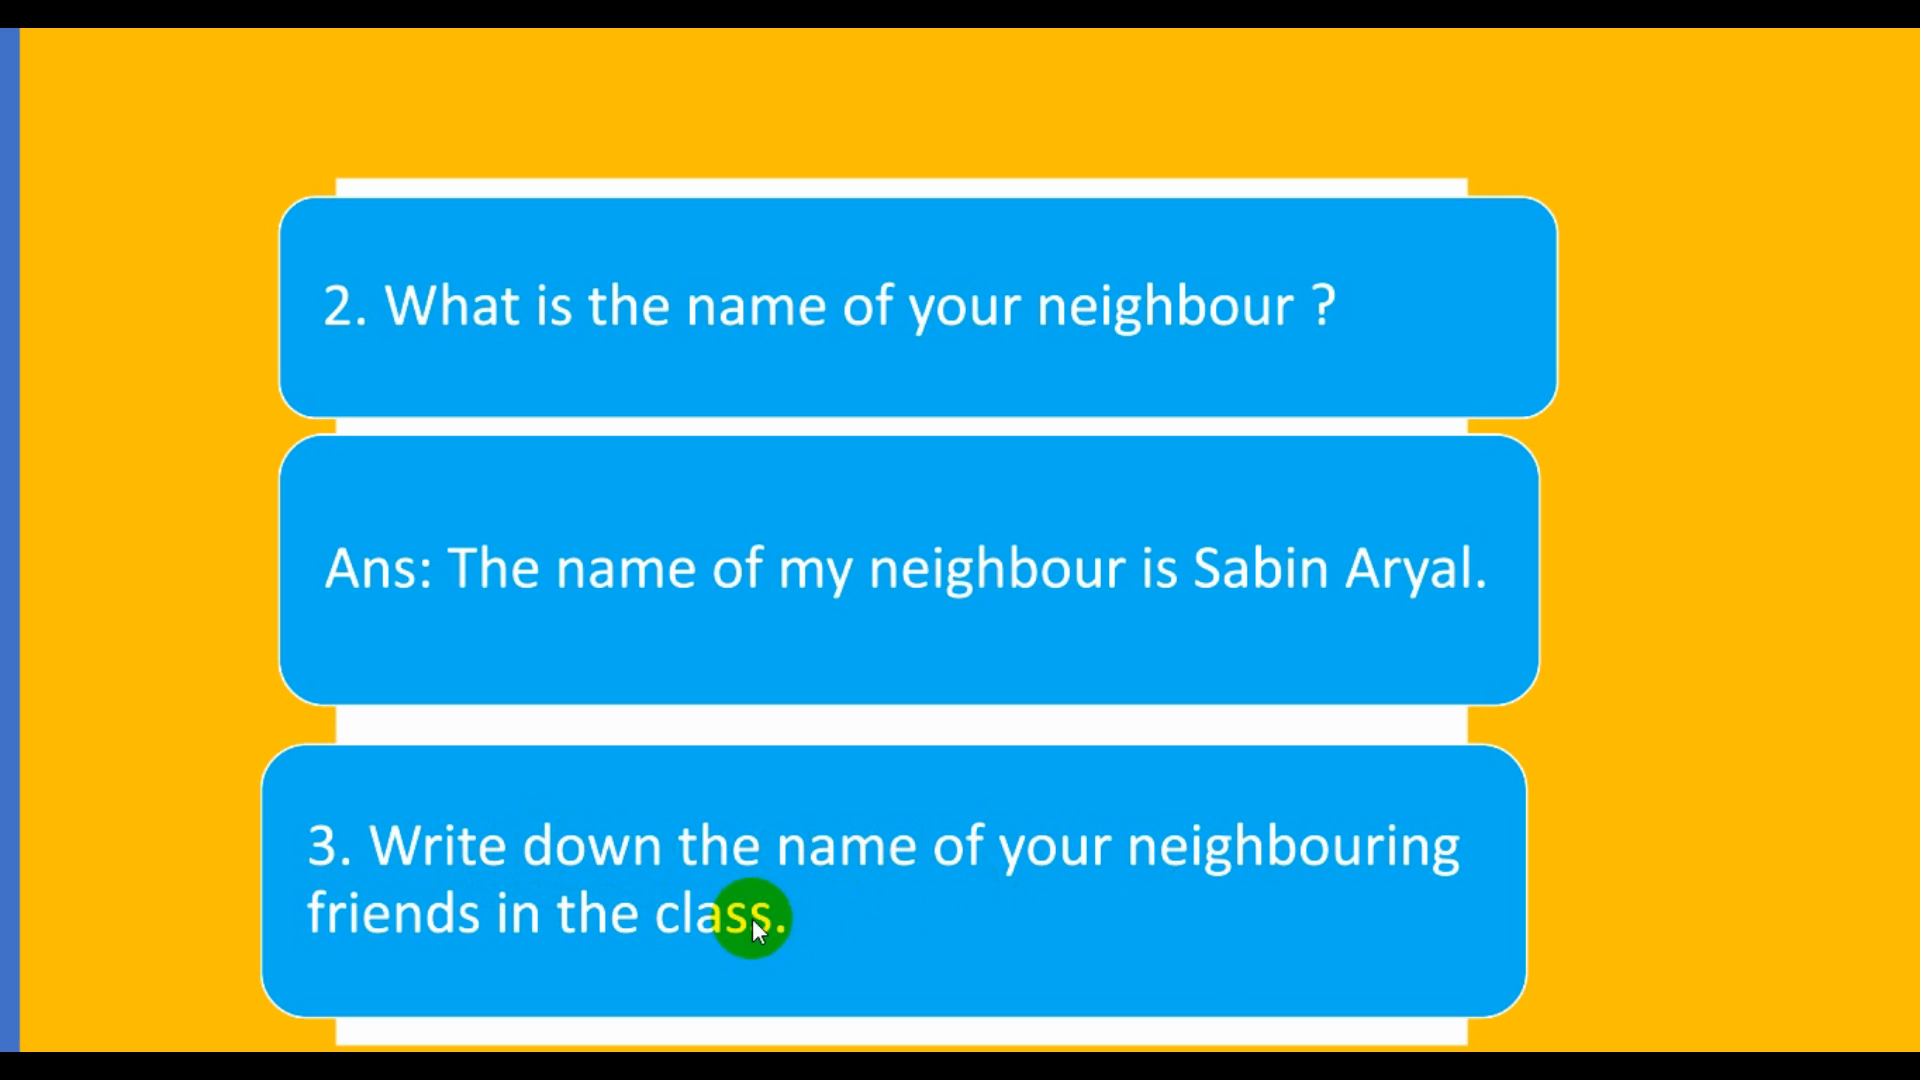 2. What is the name of your neighbour ?
Ans: The name of my neighbour is Sabin Aryal.
3. Write down the name of your neighbouring
friends in the class.